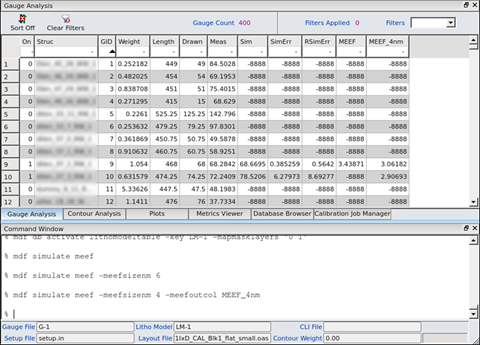 Gauge Analysis
Sort Off Clear Filters Gauge Count 400 Filters Applied 0 Filters
On Struc GID Weight Length Drawn Meas Sim SimErr RSimErr MEEF MEEF_4nm
1 0 1 0.252182 449 49 84.5028 -8888 -8888 -8888 -8888 -8888
2 0 2 0.482025 454 54 69.1953 -8888 -8888 -8888 -8888 -8888
3 0 3 0.838708 451 51 75.4015 -8888 -8888 -8888 -8888 -8888
4 0 4 0.271295 415 15 68.629 -8888 -8888 -8888 -8888 -8888
5 0 5 0.2261 525.25 125.25 142.796 -8888 -8888 -8888 -8888 -8888
6 0 6 0.253632 479.25 79.25 97.8301 -8888 -8888 -8888 -8888 -8888
7 0 7 0.361869 450.75 50.75 49.5878 -8888 -8888 -8888 -8888 -8888
8 0 8 0.910632 460.75 60.75 58.9251 -8888 -8888 -8888 -8888 -8888
9 1 9 1.054 468 68 68.2842 68.6695 0.385259 0.5642 3.43871 3.06182
10 1 10 0.631579 474.25 74.25 72.2409 78.5206 6.27973 8.69277 -8888 2.90693
11 0 11 5.33626 447.5 47.5 48.1983 -8888 -8888 -8888 -8888 -8888
12 0 12 1.1411 476 76 37.7334 -8888 -8888 -8888 -8888 -8888
Gauge Analysis Contour Analysis Plots Metrics Viewer Database Browser Calibration Job Manager
Command Window
% mdf db activate lithomodeltable -key LM-1 -mapmasklayers "0 1"
% mdf simulate meef
% mdf simulate meef -meefsizenm 6
% mdf simulate meef -meefsizenm 4 -meefoutcol MEEF_4nm
%
Gauge File G-1 Litho Model LM-1 CLI File
Setup File setup.in Layout File 1lxD_CAL_Blk1_flat_small.oas Contour Weight 0.00